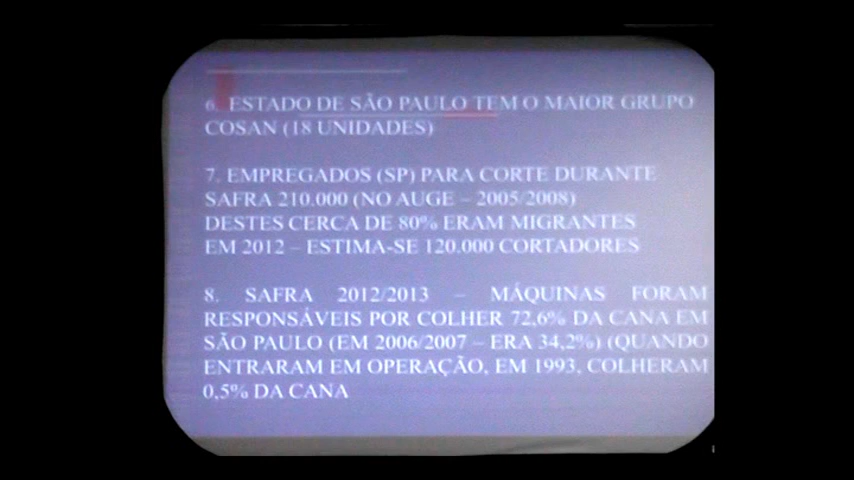 6. ESTADO DE SÃO PAULO TEM O MAIOR GRUPO
COSAN (18 UNIDADES)
7. EMPREGADOS (SP) PARA CORTE DURANTE
SAFRA 210.000 (NO AUGE – 2005/2008)
DESTES CERCA DE 80% ERAM MIGRANTES
EM 2012 – ESTIMA-SE 120.000 CORTADORES
8. SAFRA 2012/2013 – MÁQUINAS FORAM
RESPONSÁVEIS POR COLHER 72,6% DA CANA EM
SÃO PAULO (EM 2006/2007 – ERA 34,2%) (QUANDO
ENTRARAM EM OPERAÇÃO, EM 1993, COLHERAM
0,5% DA CANA